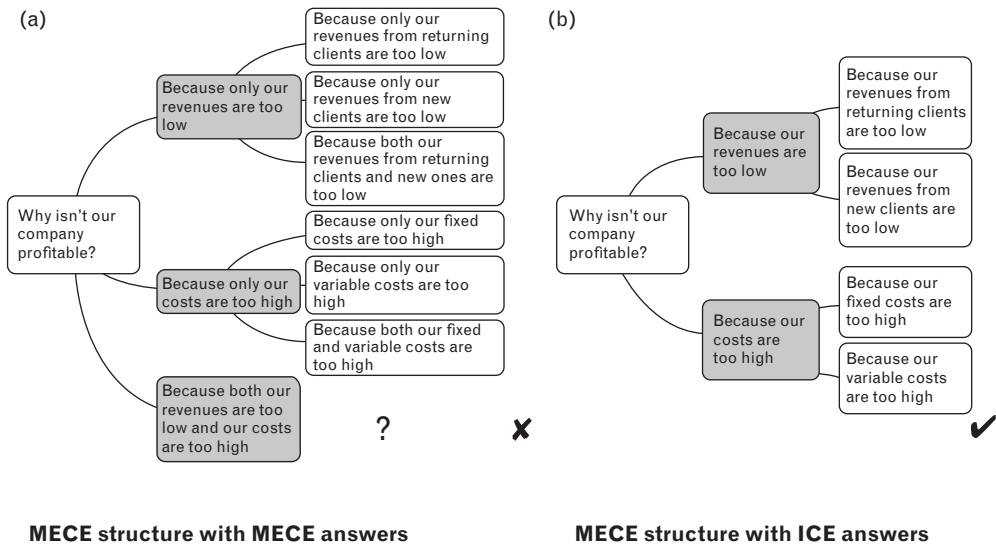 (a)
Why isn't our
company
profitable?
Because only our
revenues are too
low
Because only our
revenues from returning
clients are too low
Because only our
revenues from new
clients are too low
Because both our
revenues from returning
clients and new ones are
too low
Because only our
costs are too high
Because only our fixed
costs are too high
Because only our
variable costs are too
high
Because both our fixed
and variable costs are
too high
Because both our
revenues are too
low and our costs
are too high
?
✘
MECE structure with MECE answers
(b)
Why isn't our
company
profitable?
Because our
revenues are
too low
Because our
revenues from
returning clients
are too low
Because our
revenues from
new clients are
too low
Because our
costs are
too high
Because our
fixed costs are
too high
Because our
variable costs
are too high
✔
MECE structure with ICE answers